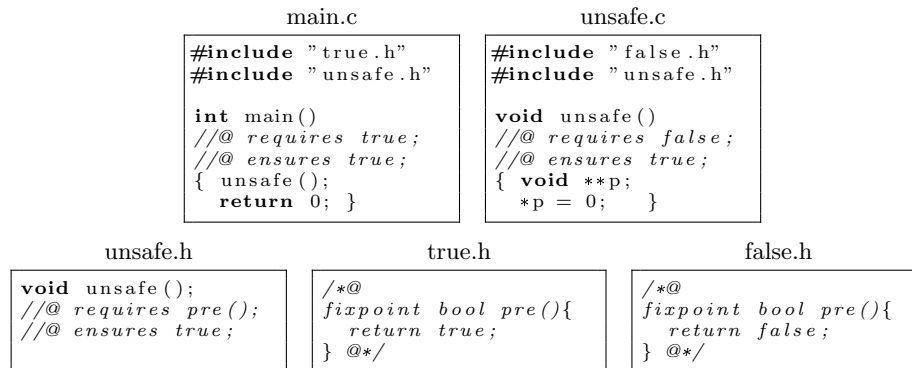 main.c
#include "true.h"
#include "unsafe.h"
int main()
//@ requires true;
//@ ensures true;
{ unsafe();
return 0; }
unsafe.c
#include "false.h"
#include "unsafe.h"
void unsafe()
//@ requires false;
//@ ensures true;
{ void **p;
*p = 0; }
unsafe.h
void unsafe();
//@ requires pre();
//@ ensures true;
true.h
/*@
fixpoint bool pre(){
return true;
} @*/
false.h
/*@
fixpoint bool pre(){
return false;
} @*/